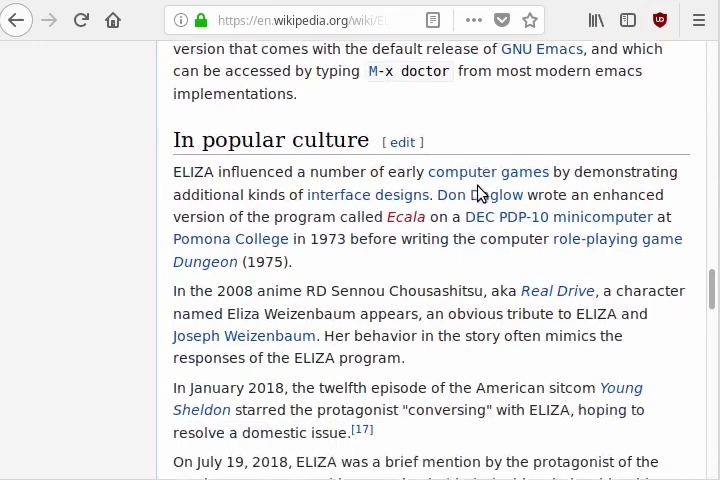 https://en.wikipedia.org/wiki/El
version that comes with the default release of GNU Emacs, and which
can be accessed by typing M-x doctor from most modern emacs
implementations.
In popular culture [ edit ]
ELIZA influenced a number of early computer games by demonstrating
additional kinds of interface designs. Don Daglow wrote an enhanced
version of the program called Ecala on a DEC PDP-10 minicomputer at
Pomona College in 1973 before writing the computer role-playing game
Dungeon (1975).
In the 2008 anime RD Sennou Chousashitsu, aka Real Drive, a character
named Eliza Weizenbaum appears, an obvious tribute to ELIZA and
Joseph Weizenbaum. Her behavior in the story often mimics the
responses of the ELIZA program.
In January 2018, the twelfth episode of the American sitcom Young
Sheldon starred the protagonist "conversing" with ELIZA, hoping to
resolve a domestic issue.[17]
On July 19, 2018, ELIZA was a brief mention by the protagonist of the